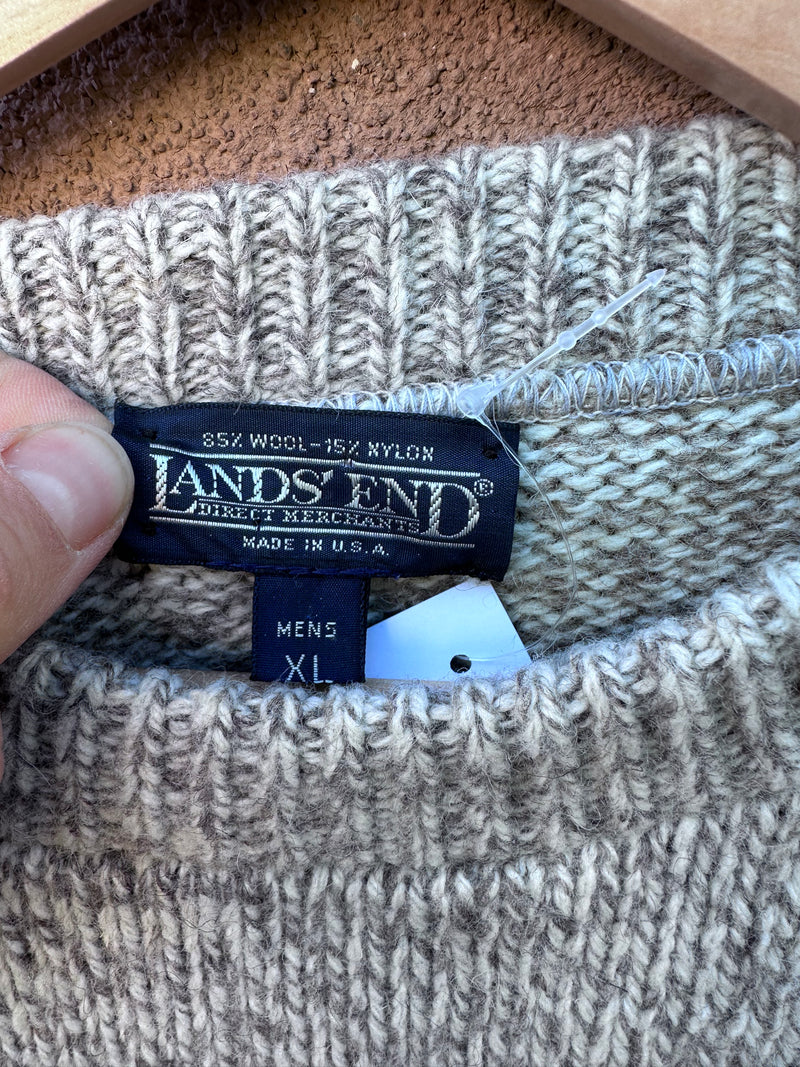 85% WOOL-15% NYLON
LANDS' END®
DIRECT MERCHANTS
MADE IN U.S.A.
MENS
XL